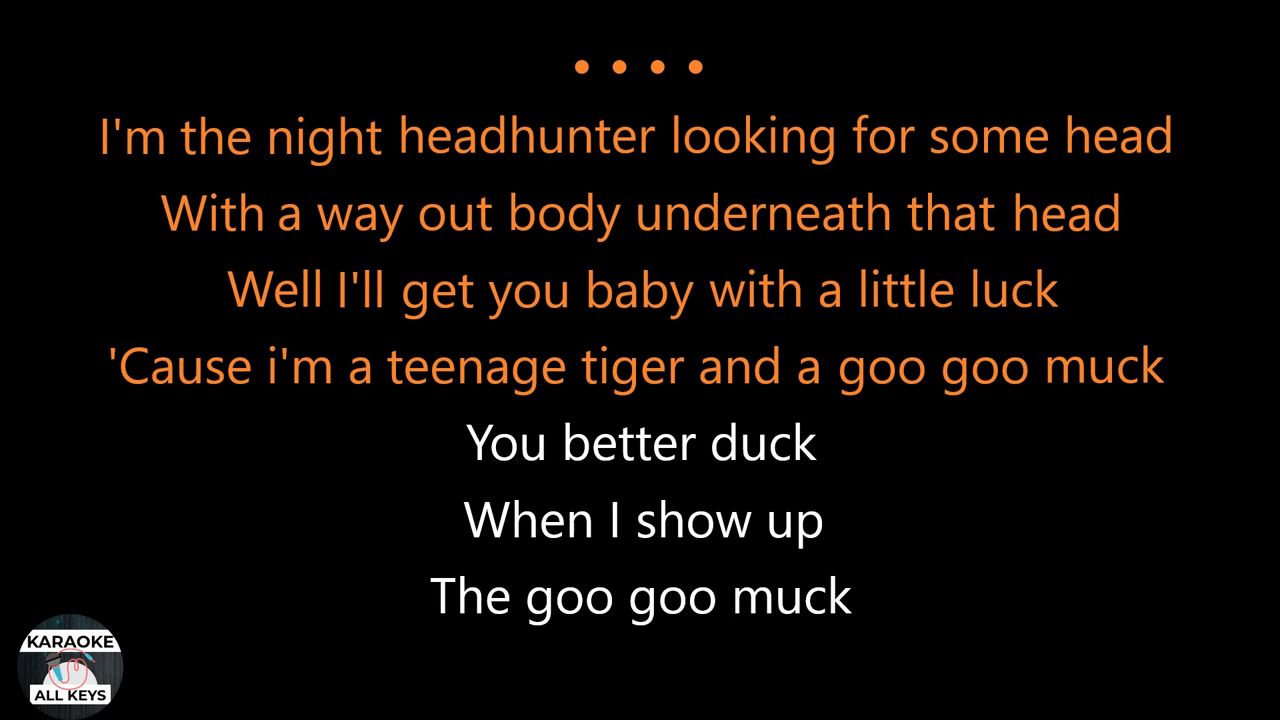 I'm the night headhunter looking for some head
With a way out body underneath that head
Well I'll get you baby with a little luck
'Cause i'm a teenage tiger and a goo goo muck
You better duck
When I show up
The goo goo muck
KARAOKE
ALL KEYS